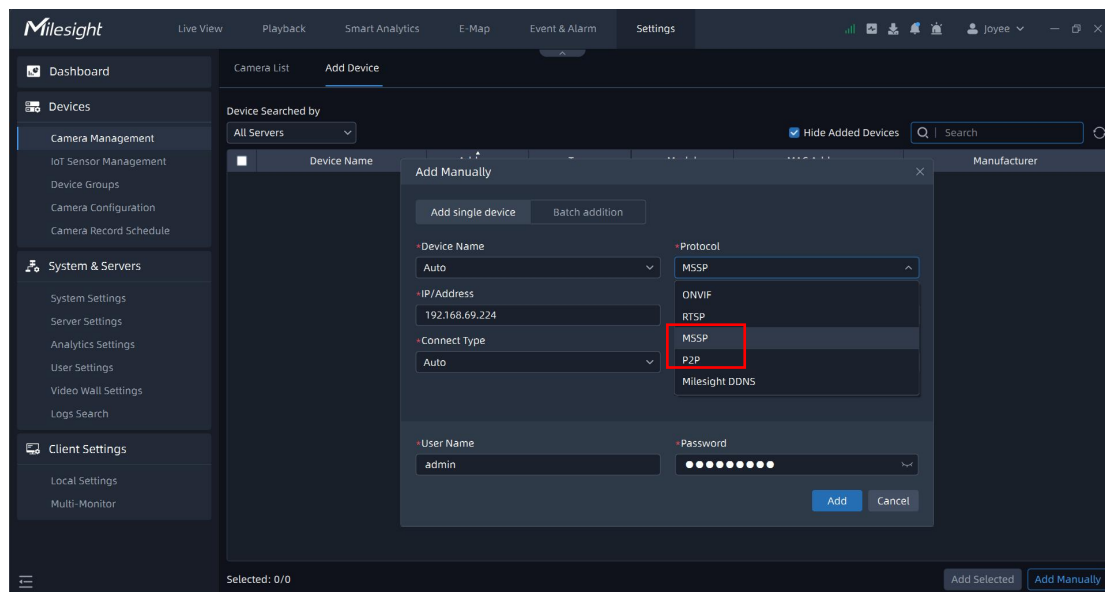 Milesight Live View Playback Smart Analytics E-Map Event & Alarm Settings Joyee
Dashboard
Devices
Camera Management
IoT Sensor Management
Device Groups
Camera Configuration
Camera Record Schedule
System & Servers
System Settings
Server Settings
Analytics Settings
User Settings
Video Wall Settings
Logs Search
Client Settings
Local Settings
Multi-Monitor
Camera List Add Device
Device Searched by
All Servers Hide Added Devices Search
Device Name Manufacturer
Add Manually
Add single device Batch addition
*Device Name *Protocol
Auto MSSP
*IP/Address ONVIF
192.168.69.224 RTSP
*Connect Type MSSP
Auto P2P
Milesight DDNS
*User Name *Password
admin ●●●●●●●●●
Add Cancel
Selected: 0/0 Add Selected Add Manually